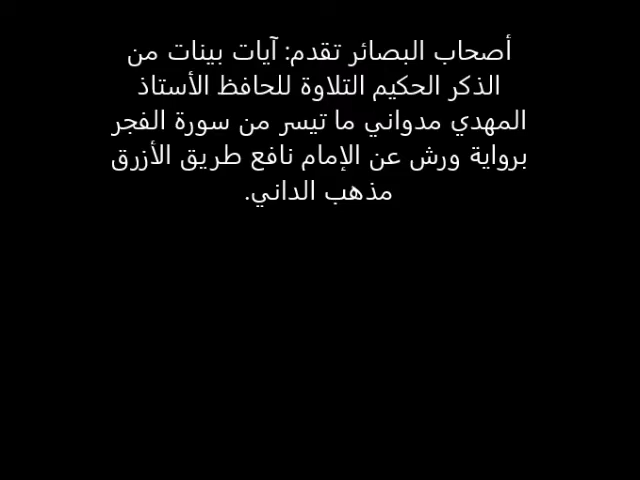 أصحاب البصائر تقدم: آيات بينات من
الذكر الحكيم التلاوة للحافظ الأستاذ
المهدي مدواني ما تيسر من سورة الفجر
برواية ورش عن الإمام نافع طريق الأزرق
مذهب الداني.